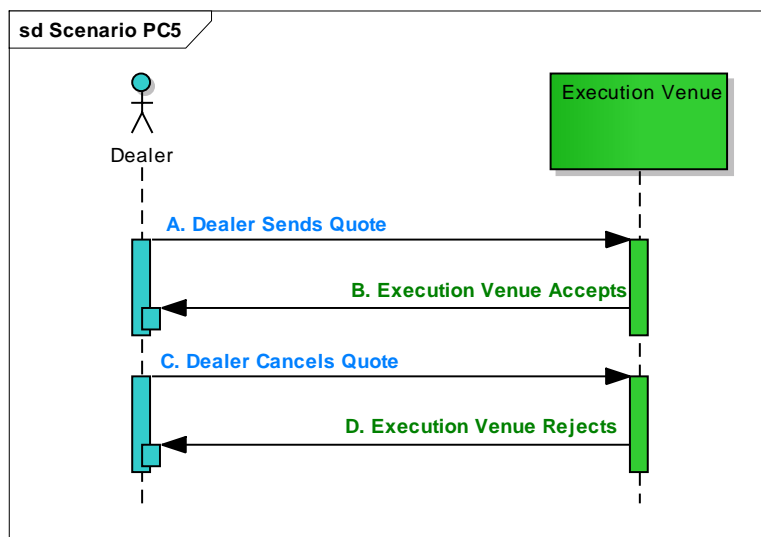 sd Scenario PC5
Execution Venue
Dealer
A. Dealer Sends Quote
B. Execution Venue Accepts
C. Dealer Cancels Quote
D. Execution Venue Rejects